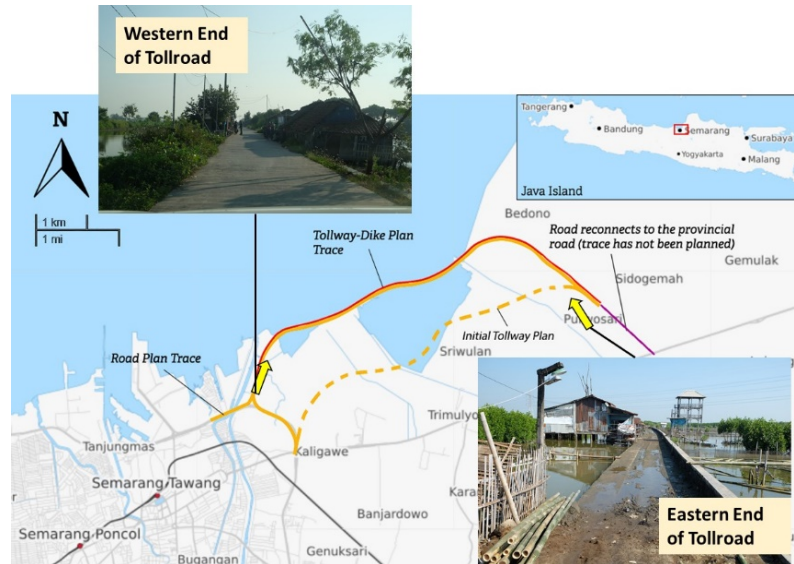 Western End
of Tollroad
N
1 km
1 mi
Tangerang
Bandung
Semarang
Surabaya
Yogyakarta
Malang
Java Island
Bedono
Tollway-Dike Plan
Trace
Road reconnects to the provincial
road (trace has not been planned)
Gemulak
Sidogemah
Initial Tollway Plan
Sriwulan
Road Plan Trace
Trimulyo
Tanjungmas
Kaligawe
Semarang Tawang
Banjardowo
Semarang Poncol
Genuksari
Bugangan
Eastern End
of Tollroad